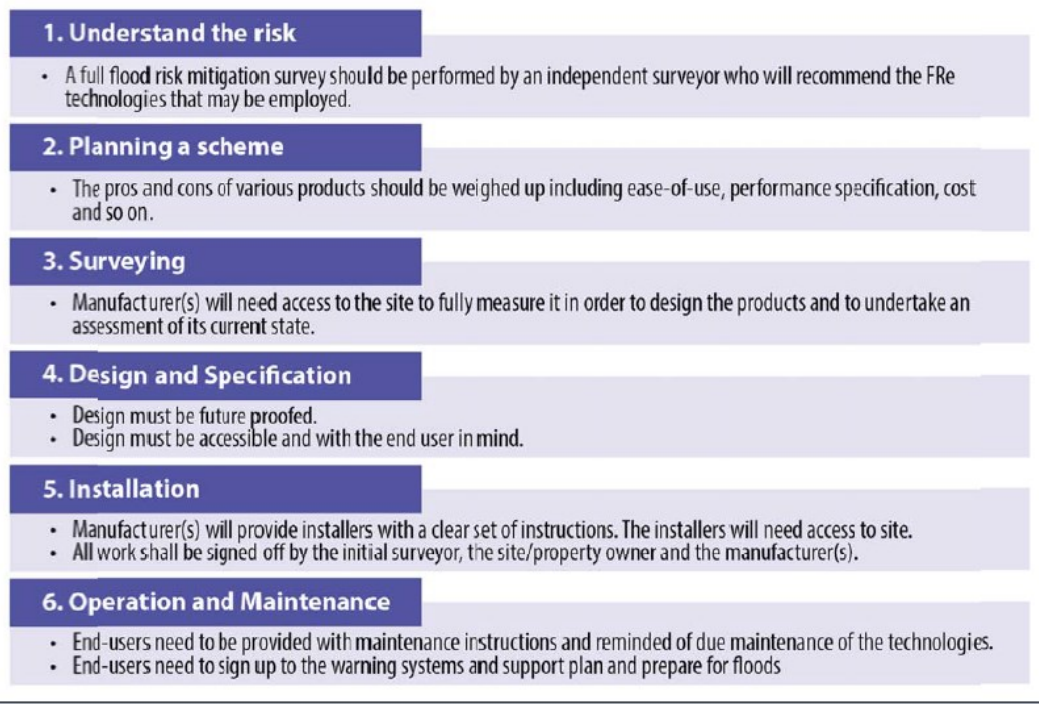 1. Understand the risk
• A full flood risk mitigation survey should be performed by an independent surveyor who will recommend the FRe
technologies that may be employed.
2. Planning a scheme
• The pros and cons of various products should be weighed up including ease-of-use, performance specification, cost
and so on.
3. Surveying
• Manufacturer(s) will need access to the site to fully measure it in order to design the products and to undertake an
assessment of its current state.
4. Design and Specification
• Design must be future proofed.
• Design must be accessible and with the end user in mind.
5. Installation
• Manufacturer(s) will provide installers with a clear set of instructions. The installers will need access to site.
• All work shall be signed off by the initial surveyor, the site/property owner and the manufacturer(s).
6. Operation and Maintenance
• End-users need to be provided with maintenance instructions and reminded of due maintenance of the technologies.
• End-users need to sign up to the warning systems and support plan and prepare for floods